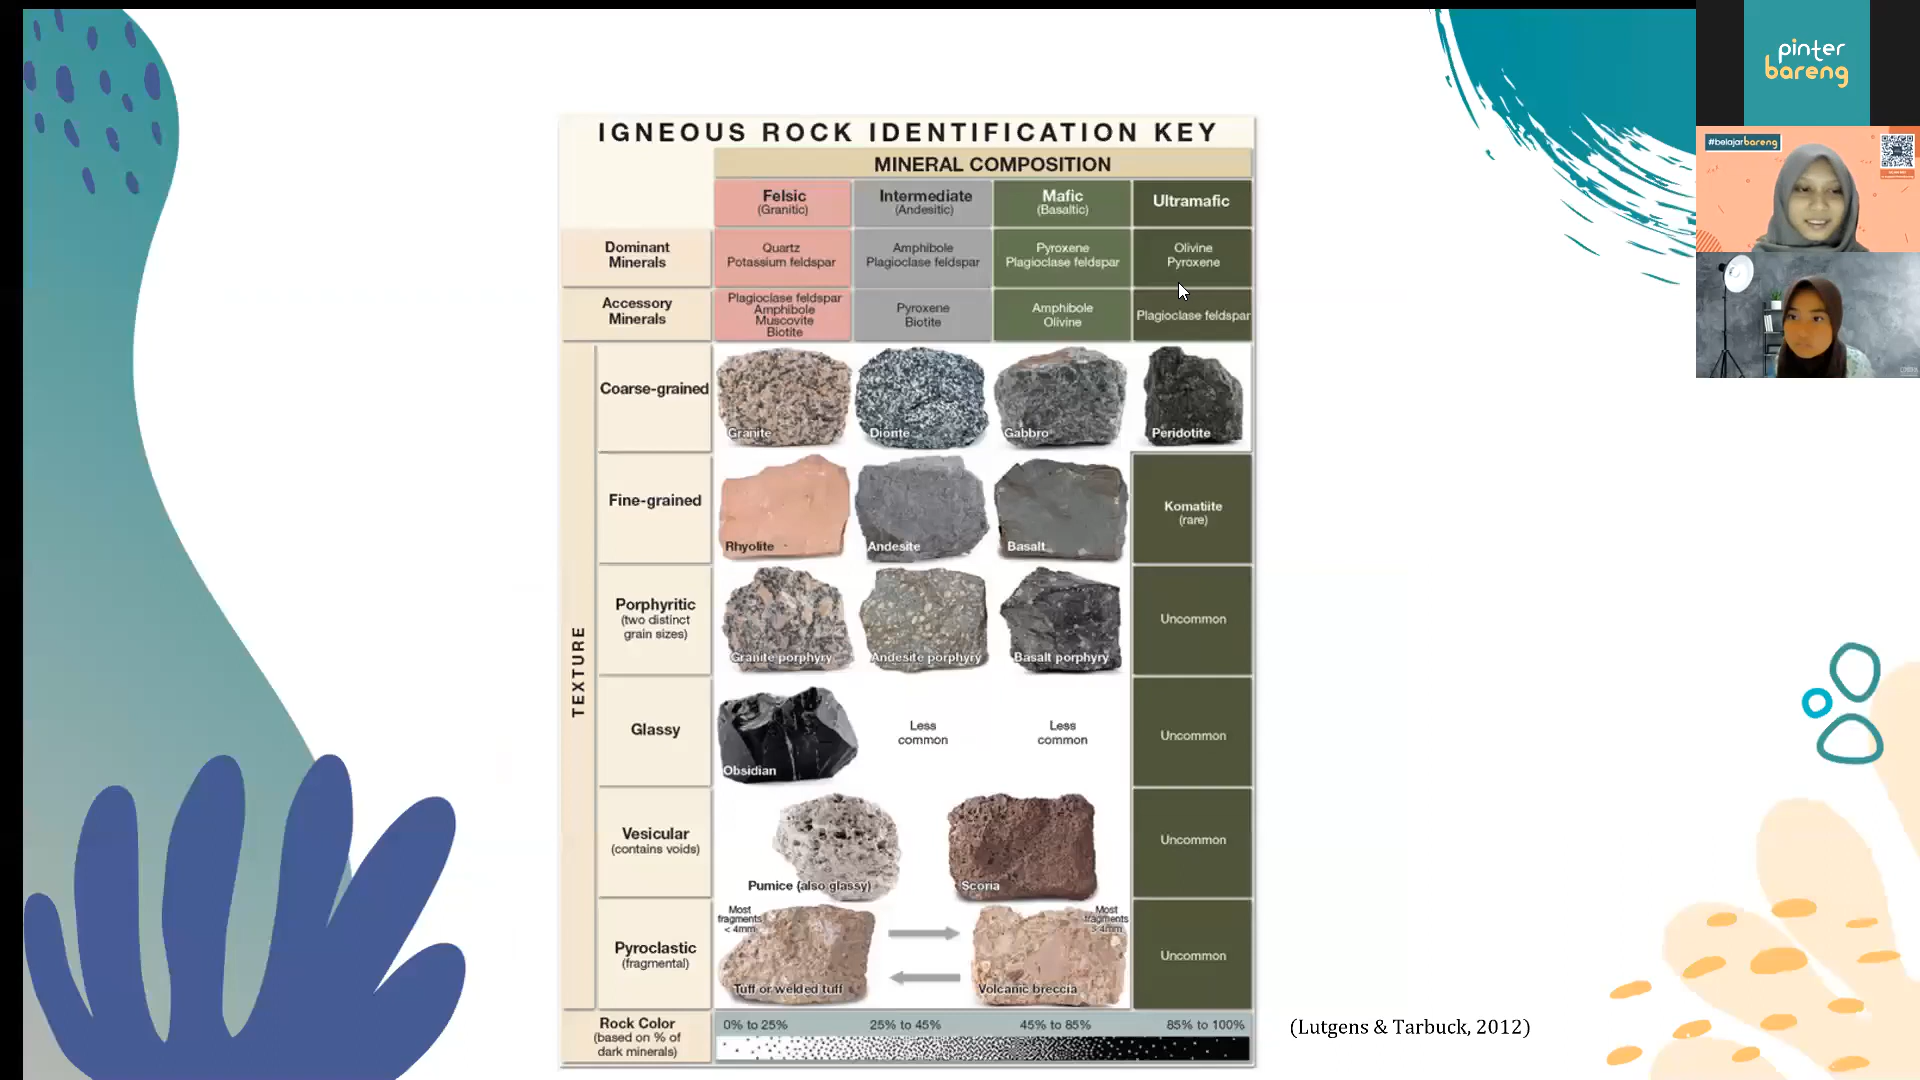 IGNEOUS ROCK IDENTIFICATION KEY
MINERAL COMPOSITION
Felsic
(Granitic)
Intermediate
(Andesitic)
Mafic
(Basaltic)
Ultramafic
Dominant
Minerals
Quartz
Potassium feldspar
Amphibole
Plagioclase feldspar
Pyroxene
Plagioclase feldspar
Olivine
Pyroxene
Accessory
Minerals
Plagioclase feldspar
Amphibole
Muscovite
Biotite
Pyroxene
Biotite
Amphibole
Olivine
Plagioclase feldspar
TEXTURE
Coarse-grained
Granite
Diorite
Gabbro
Peridotite
Fine-grained
Rhyolite
Andesite
Basalt
Komatiite
(rare)
Porphyritic
(two distinct
grain sizes)
Granite porphyry
Andesite porphyry
Basalt porphyry
Uncommon
Glassy
Obsidian
Less
common
Less
common
Uncommon
Vesicular
(contains voids)
Pumice (also glassy)
Scoria
Uncommon
Pyroclastic
(fragmental)
Most
fragments
< 4mm
Tuff or welded tuff
Most
fragments
> 4mm
Volcanic breccia
Uncommon
Rock Color
(based on % of
dark minerals)
0% to 25%
25% to 45%
45% to 85%
85% to 100%
(Lutgens & Tarbuck, 2012)
pinter
bareng
#belajarbareng